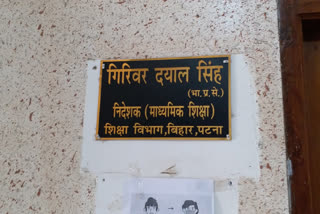 गिरिवर दयाल सिंह
(भा.प्र.से.)
निदेशक (माध्यमिक शिक्षा)
शिक्षा विभाग,बिहार,पटना